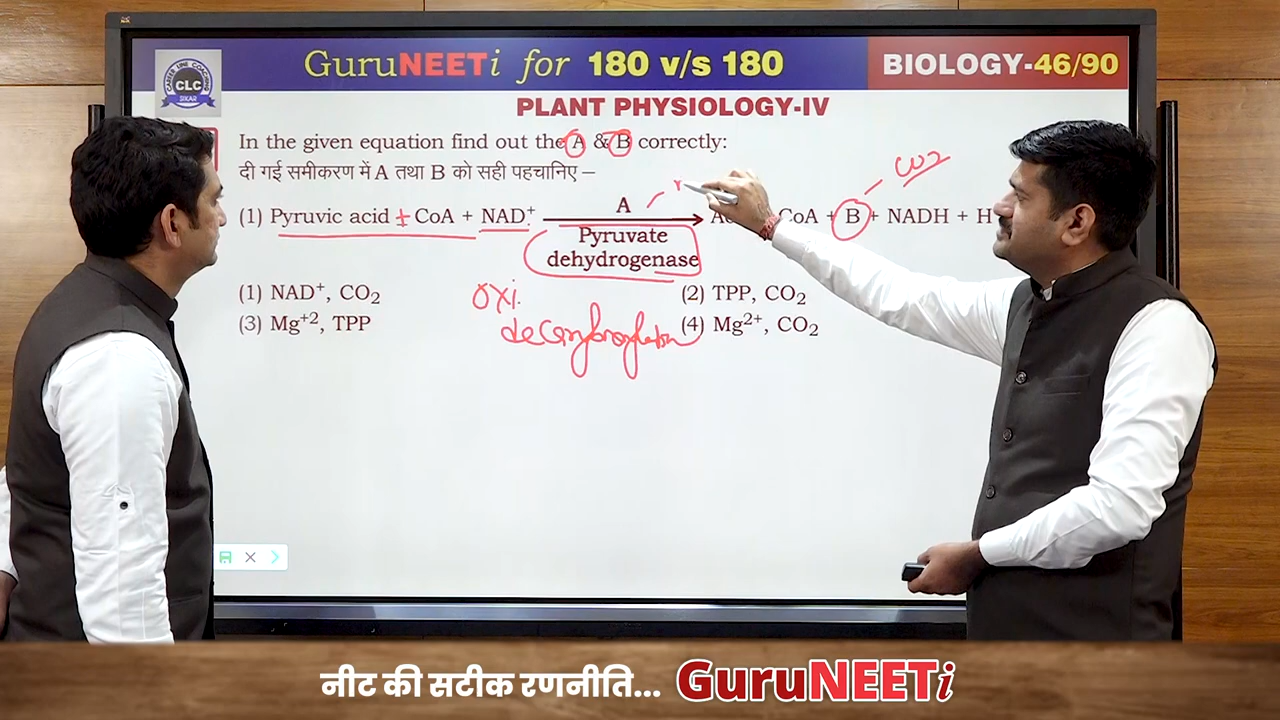 GuruNEETi for 180 v/s 180
BIOLOGY-46/90
CLC
SIKAR
PLANT PHYSIOLOGY-IV
In the given equation find out the A & B correctly:
दी गई समीकरण में A तथा B को सही पहचानिए –
CO2
(1) Pyruvic acid + CoA + NAD+ A CoA + B + NADH + H
Pyruvate
dehydrogenase
(1) NAD+, CO2
(2) TPP, CO2
oxi.
(3) Mg+2, TPP
(4) Mg2+, CO2
decarboxylation
नीट की सटीक रणनीति... GuruNEETi